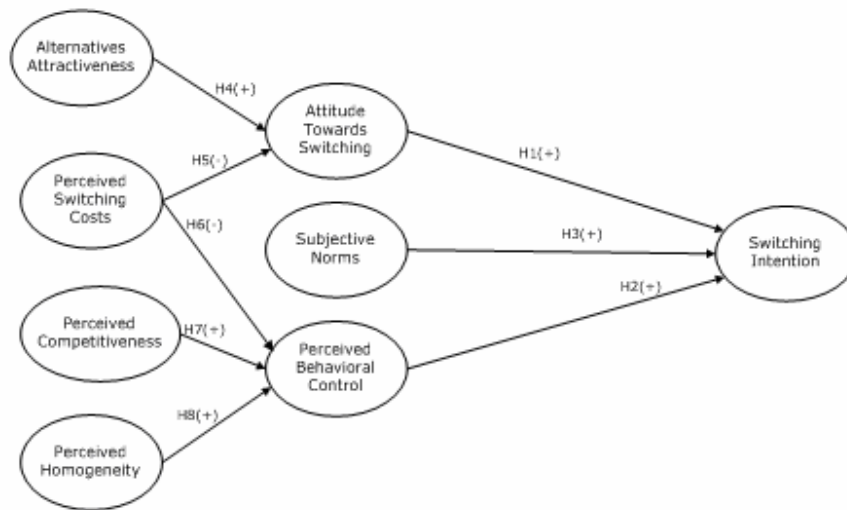 Alternatives
Attractiveness
H4(+)
Attitude
Towards
Switching
H1(+)
H5(-)
Perceived
Switching
Costs
H6(-)
Subjective
Norms
H3(+)
Switching
Intention
H2(+)
Perceived
Competitiveness
H7(+)
Perceived
Behavioral
Control
H8(+)
Perceived
Homogeneity